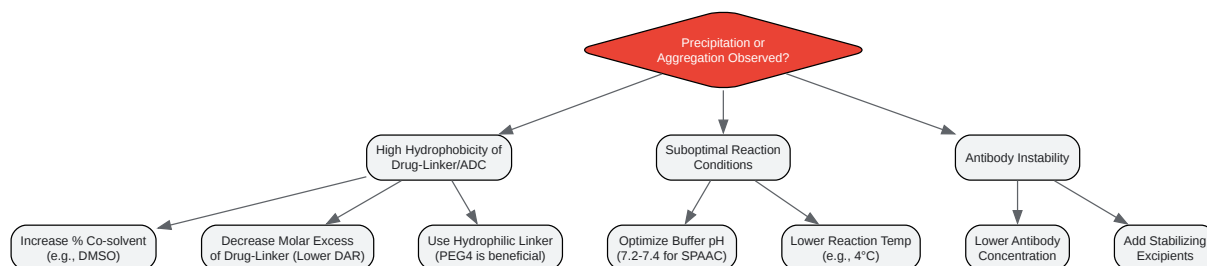 Precipitation or
Aggregation Observed?
High Hydrophobicity of
Drug-Linker/ADC
Suboptimal Reaction
Conditions
Antibody Instability
Increase % Co-solvent
(e.g., DMSO)
Decrease Molar Excess
of Drug-Linker (Lower DAR)
Use Hydrophilic Linker
(PEG4 is beneficial)
Optimize Buffer pH
(7.2-7.4 for SPAAC)
Lower Reaction Temp
(e.g., 4°C)
Lower Antibody
Concentration
Add Stabilizing
Excipients